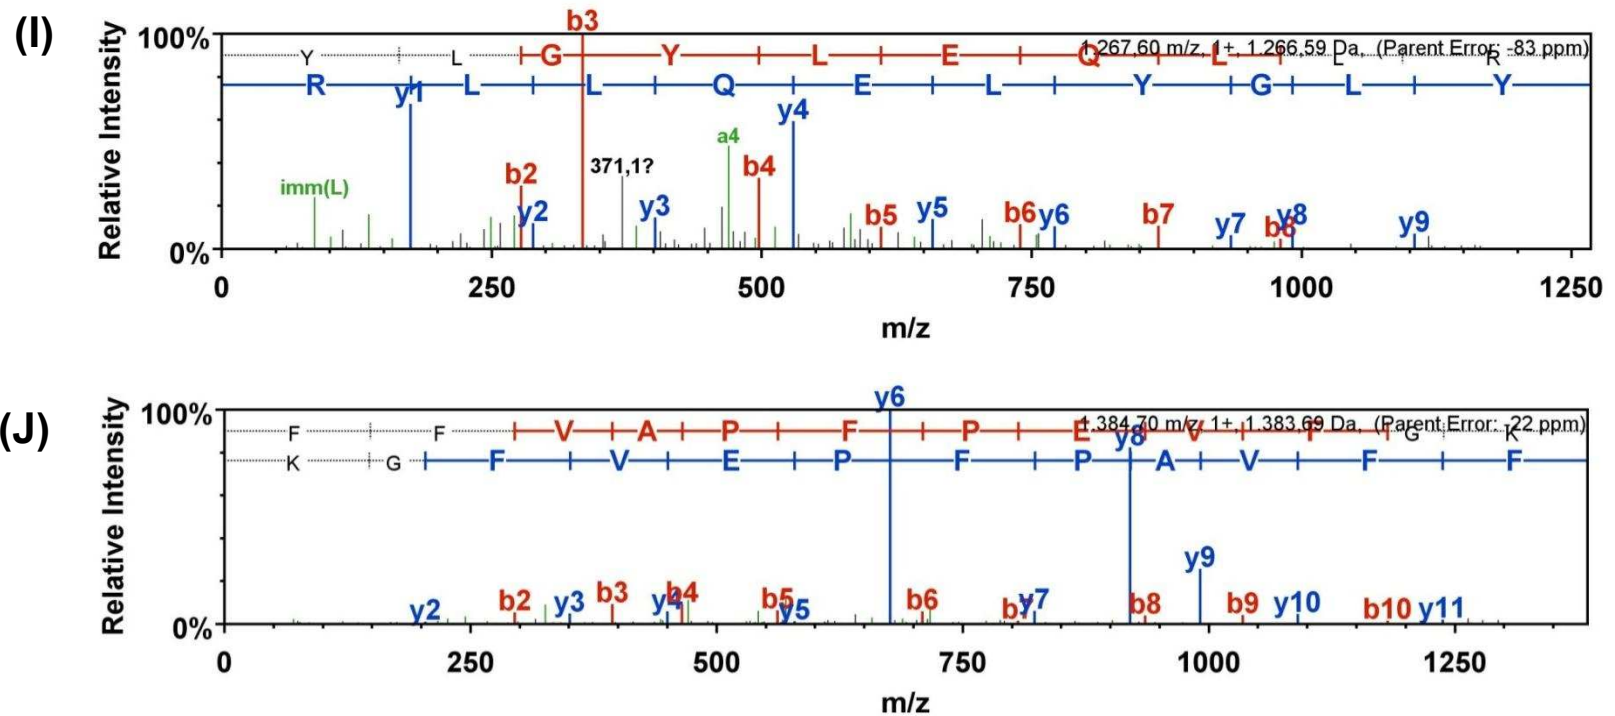 (I)
Relative Intensity
100%
0%
b3
Y L G Y L E Q L L R
1.267,60 m/z, 1+, 1.266,59 Da, (Parent Error: -83 ppm)
R L L Q E L Y G L Y
imm(L) y1 b2 y2 371,1? y3 a4 b4 y4 b5 y5 b6 y6 b7 y7 b8 y8 y9
0 250 500 750 1000 1250
m/z
(J)
Relative Intensity
100%
0%
y6
F F V A P F P E V F G K
1.384,70 m/z, 1+, 1.383,69 Da, (Parent Error: -22 ppm)
K G F V E P F P A V F F
y2 b2 y3 b3 y4 b4 b5 y5 b6 b7 y7 y8 b8 y9 b9 y10 b10 y11
0 250 500 750 1000 1250
m/z